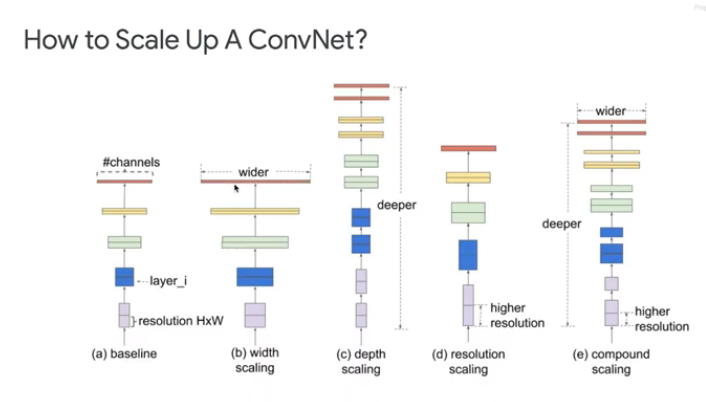 How to Scale Up A ConvNet?
#channels
layer_i
resolution HxW
(a) baseline
wider
(b) width
scaling
deeper
(c) depth
scaling
higher
resolution
(d) resolution
scaling
wider
deeper
higher
resolution
(e) compound
scaling